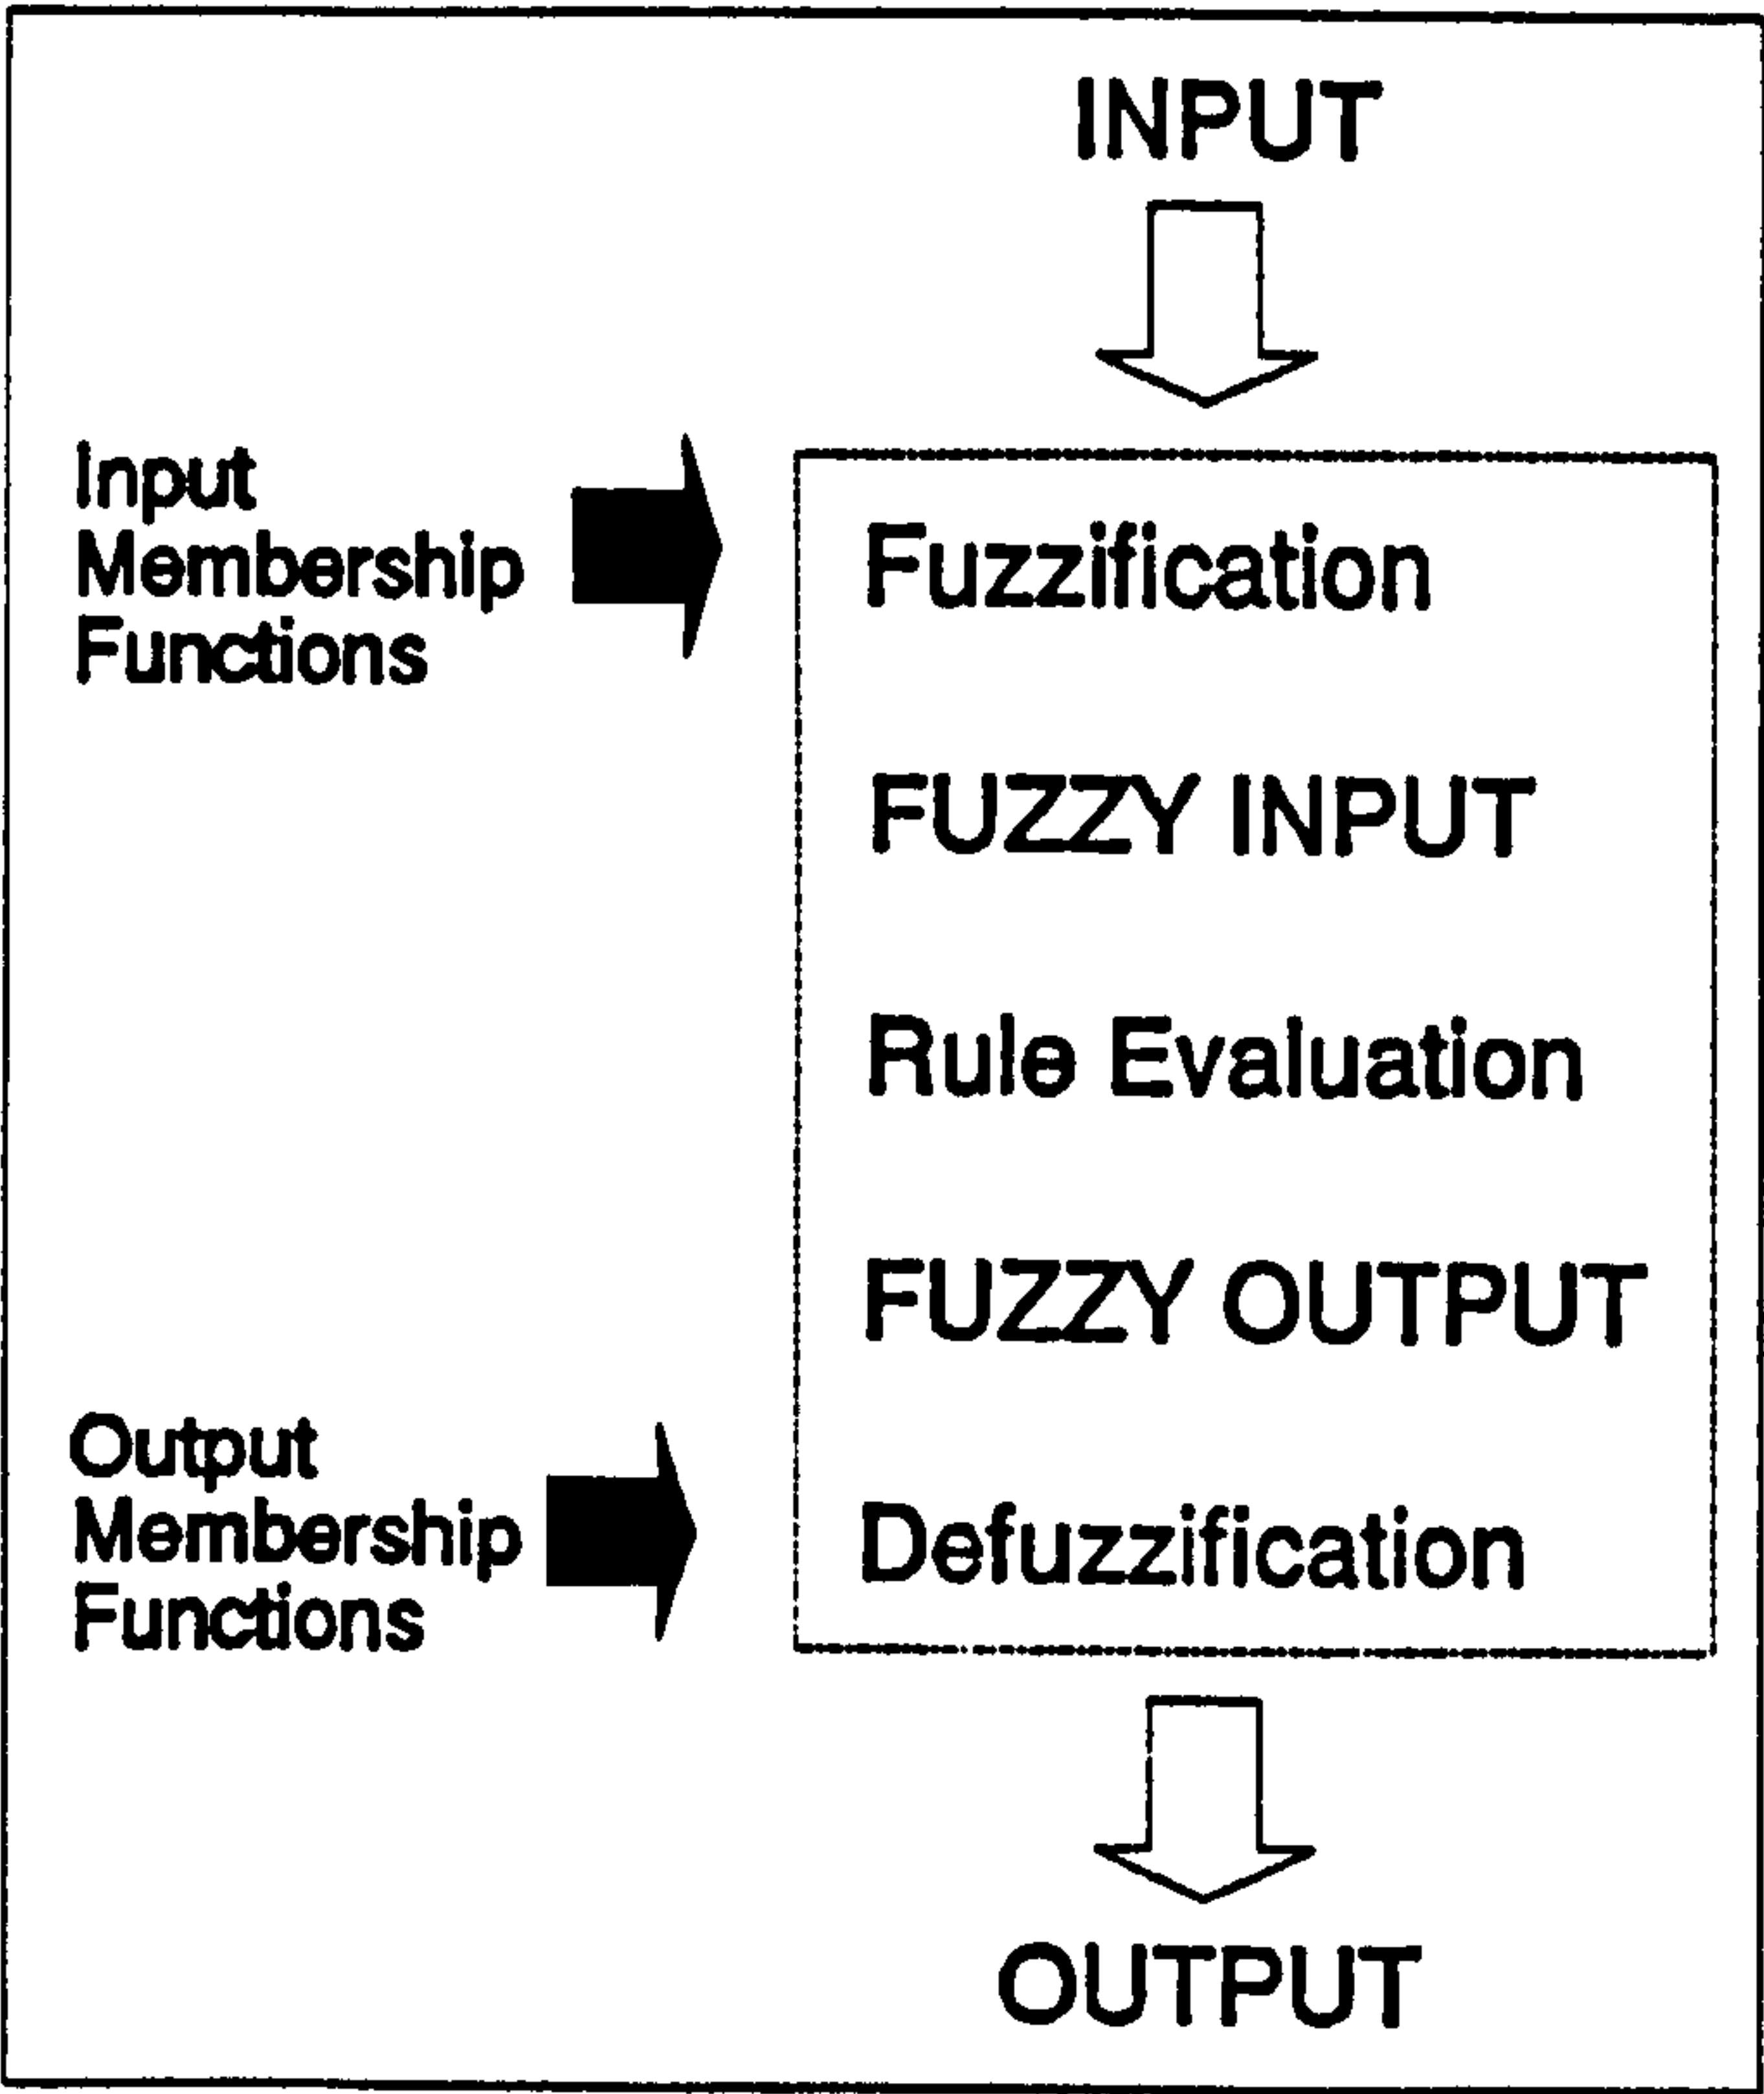 INPUT
Input
Membership
Functions
Fuzzification
FUZZY INPUT
Rule Evaluation
FUZZY OUTPUT
Output
Membership
Functions
Defuzzification
OUTPUT